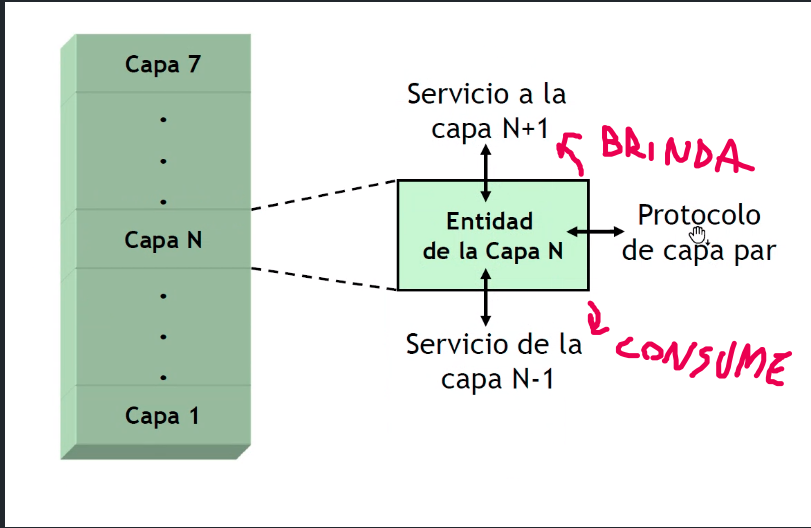 Capa 7
Capa N
Capa 1
Servicio a la
capa N+1
BRINDA
Entidad
de la Capa N
Protocolo
de capa par
Servicio de la
capa N-1
CONSUME